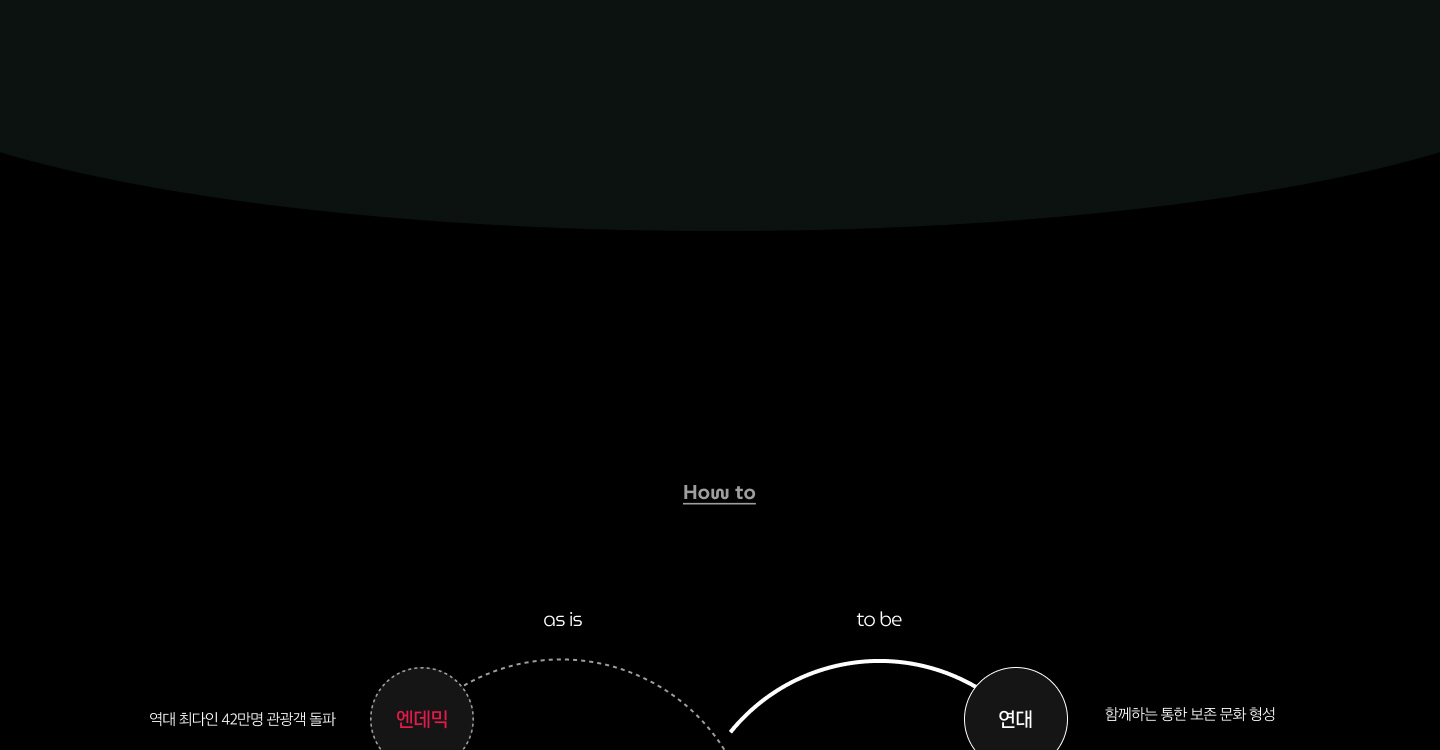 How to
as is
to be
역대 최다인 42만명 관광객 돌파
엔데믹
연대
함께하는 통한 보존 문화 형성